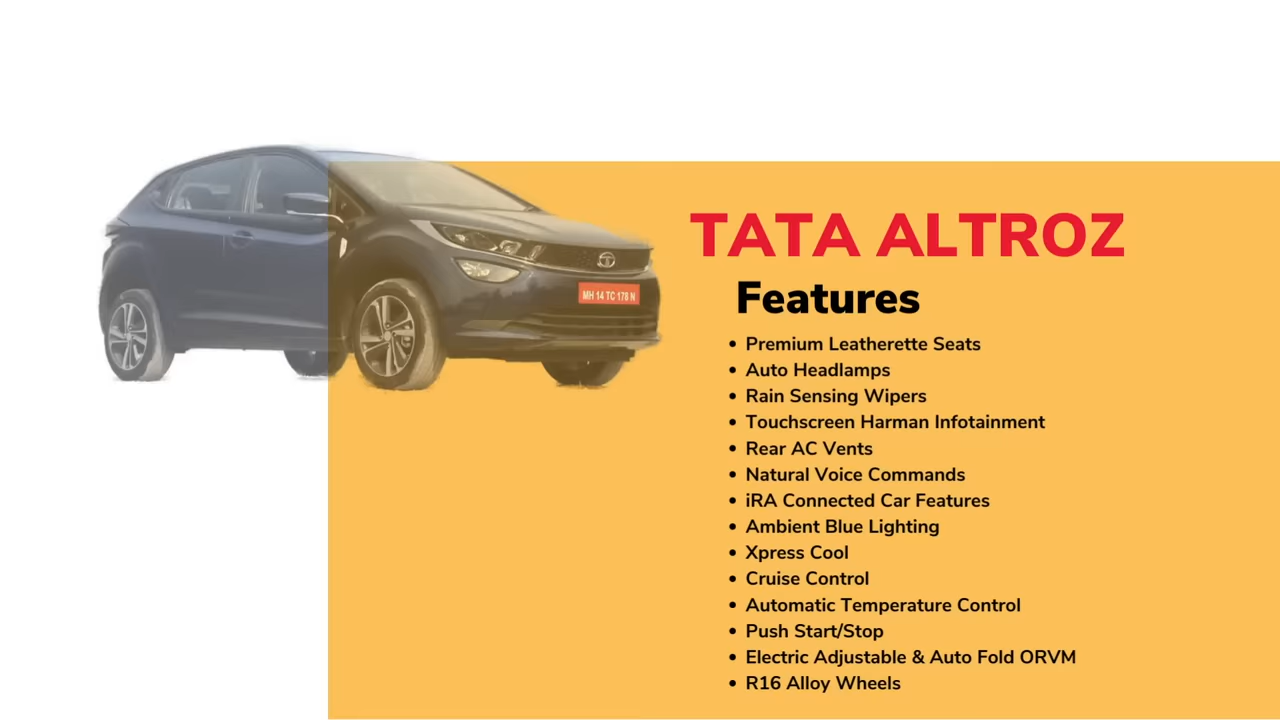 TATA ALTROZ
Features
Premium Leatherette Seats
Auto Headlamps
Rain Sensing Wipers
Touchscreen Harman Infotainment
Rear AC Vents
Natural Voice Commands
iRA Connected Car Features
Ambient Blue Lighting
Xpress Cool
Cruise Control
Automatic Temperature Control
Push Start/Stop
Electric Adjustable & Auto Fold ORVM
R16 Alloy Wheels
MH 14 TC 178 N